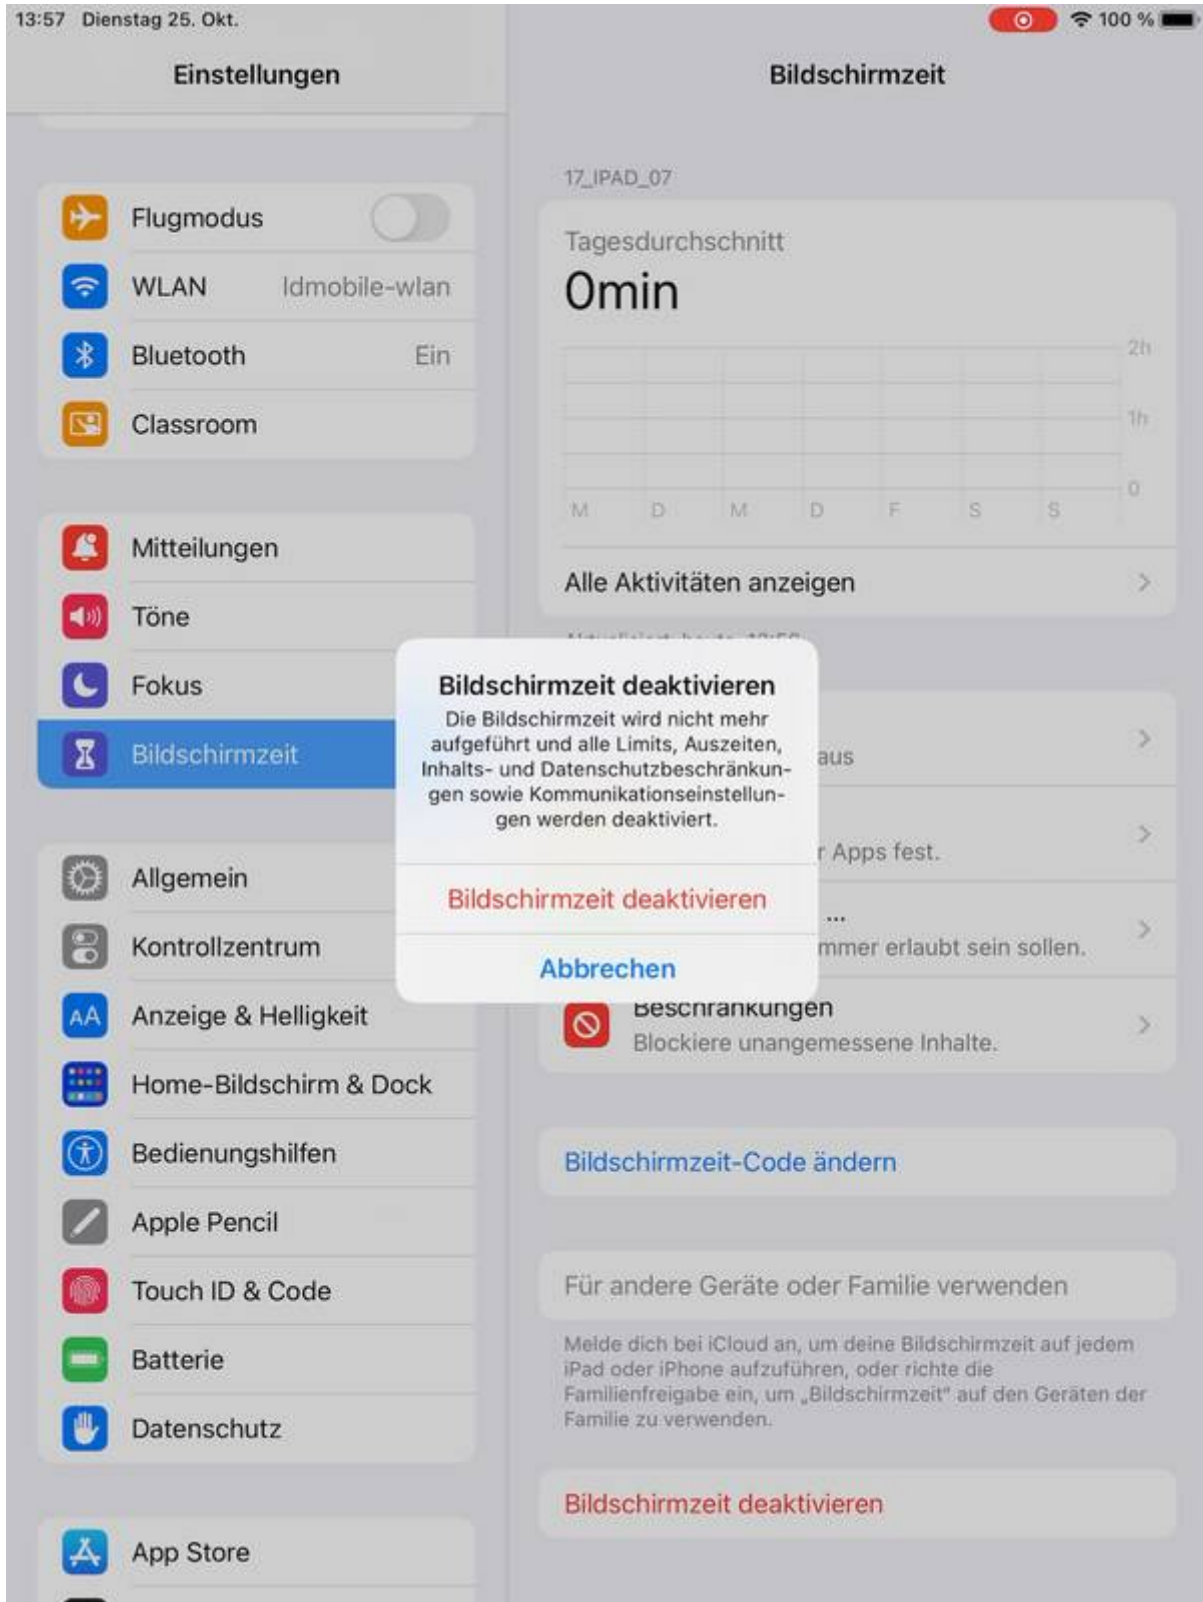 13:57 Dienstag 25. Okt.
100 %
Einstellungen
Flugmodus
WLAN ldmobile-wlan
Bluetooth Ein
Classroom
Mitteilungen
Töne
Fokus
Bildschirmzeit
Allgemein
Kontrollzentrum
AA Anzeige & Helligkeit
Home-Bildschirm & Dock
Bedienungshilfen
Apple Pencil
Touch ID & Code
Batterie
Datenschutz
App Store
Bildschirmzeit
17_IPAD_07
Tagesdurchschnitt
0min
2h
1h
0
M D M D F S S
Alle Aktivitäten anzeigen
Bildschirmzeit deaktivieren
Die Bildschirmzeit wird nicht mehr
aufgeführt und alle Limits, Auszeiten,
Inhalts- und Datenschutzbeschränkun-
gen sowie Kommunikationseinstellun-
gen werden deaktiviert.
Bildschirmzeit deaktivieren
Abbrechen
aus
Apps fest.
...
erlaubt sein sollen.
Beschränkungen
Blockiere unangemessene Inhalte.
Bildschirmzeit-Code ändern
Für andere Geräte oder Familie verwenden
Melde dich bei iCloud an, um deine Bildschirmzeit auf jedem
iPad oder iPhone aufzuführen, oder richte die
Familienfreigabe ein, um „Bildschirmzeit“ auf den Geräten der
Familie zu verwenden.
Bildschirmzeit deaktivieren